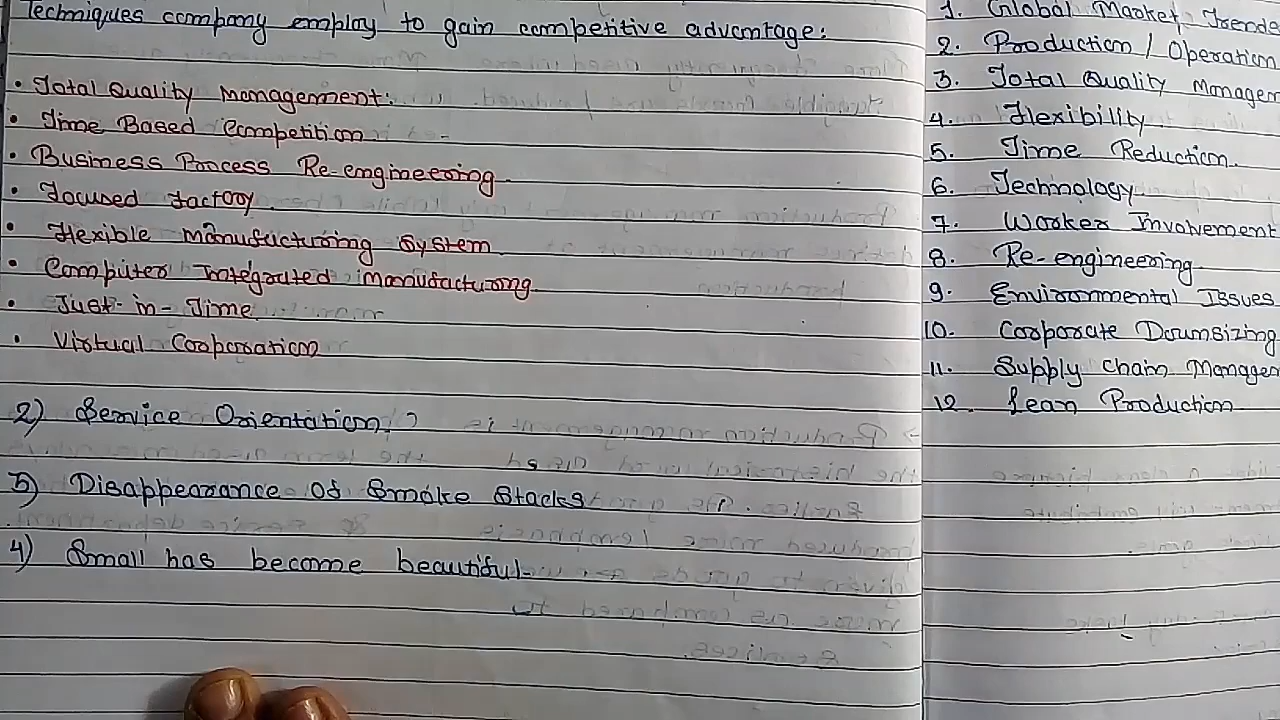 Techniques company employ to gain competitive advantage:
• Total Quality Management:
• Time Based Competition
• Business Process Re-engineering
• Focused Factory
• Flexible manufacturing System
• Computer Integrated Manufacturing
• Just-in-Time
• Virtual Corporation
2) Service Orientation.
3) Disappearance of Smoke Stacks
4) Small has become beautiful
1. Global Market Trends
2. Production / Operation
3. Total Quality Managem
4. Flexibility
5. Time Reduction.
6. Technology
7. Worker Involvement
8. Re-engineering
9. Environmental Issues
10. Corporate Downsizing
11. Supply Chain Manager
12. Lean Production